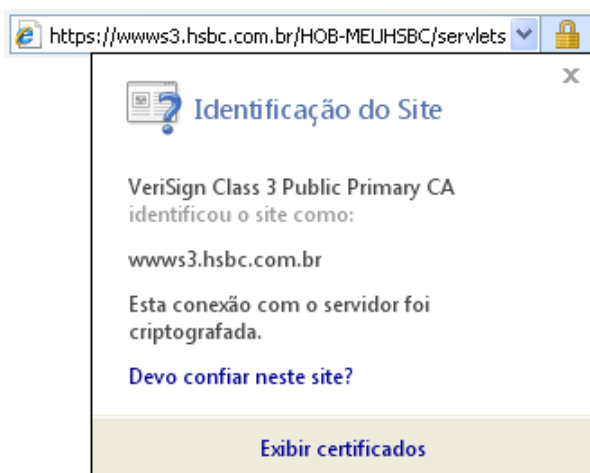 https://wwws3.hsbc.com.br/HOB-MEUHSBC/servlets
Identificação do Site
VeriSign Class 3 Public Primary CA
identificou o site como:
wwws3.hsbc.com.br
Esta conexão com o servidor foi
criptografada.
Devo confiar neste site?
Exibir certificados